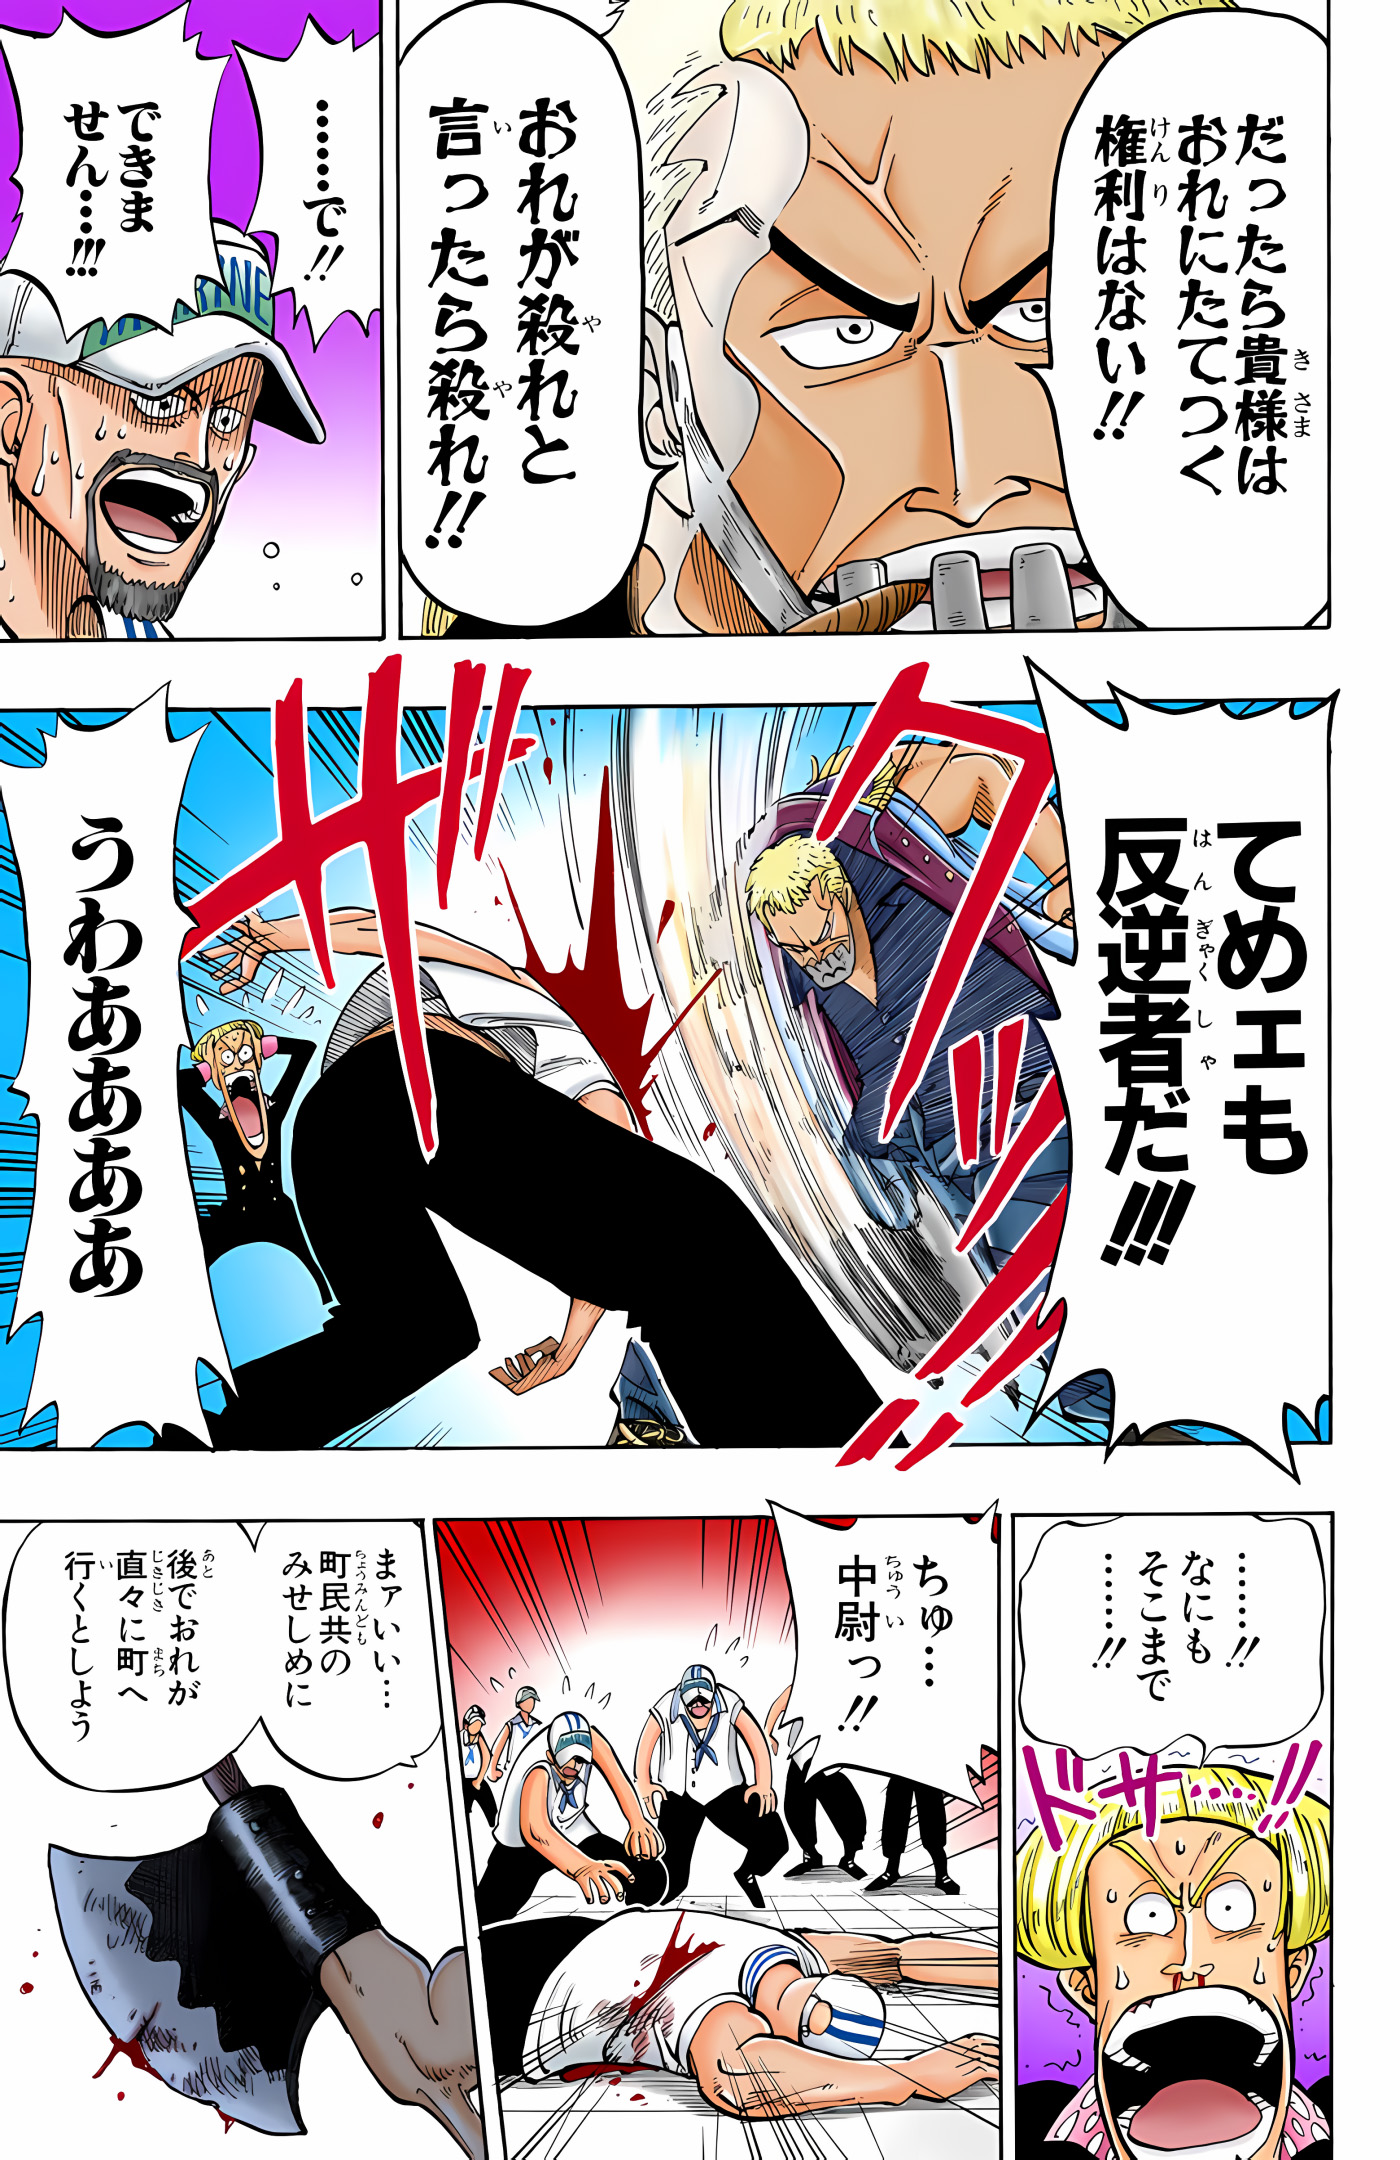 だったら貴様は
おれにたてつく
権利はない!!
おれが殺れと
言ったら殺れ!!
……で!!
できま
せん……!!!
てめェも
反逆者だ!!!
うわあああああ
……!!
なにも
そこまで
……!!
ドサ…!!
ちゅ…
中尉っ!!
まァいい…
町民共の
みせしめに
後でおれが
直々に町へ
行くとしよう